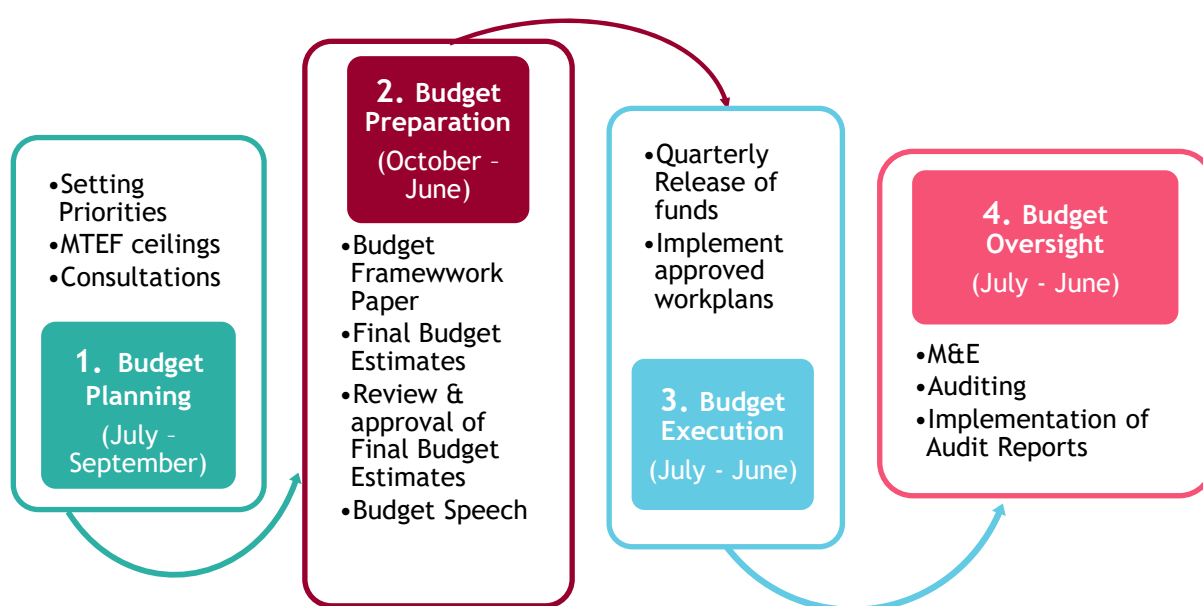 •Setting
Priorities
•MTEF ceilings
•Consultations
1. Budget
Planning
(July –
September)
2. Budget
Preparation
(October –
June)
•Budget
Framewwork
Paper
•Final Budget
Estimates
•Review &
approval of
Final Budget
Estimates
•Budget Speech
•Quarterly
Release of
funds
•Implement
approved
workplans
3. Budget
Execution
(July - June)
4. Budget
Oversight
(July - June)
•M&E
•Auditing
•Implementation of
Audit Reports